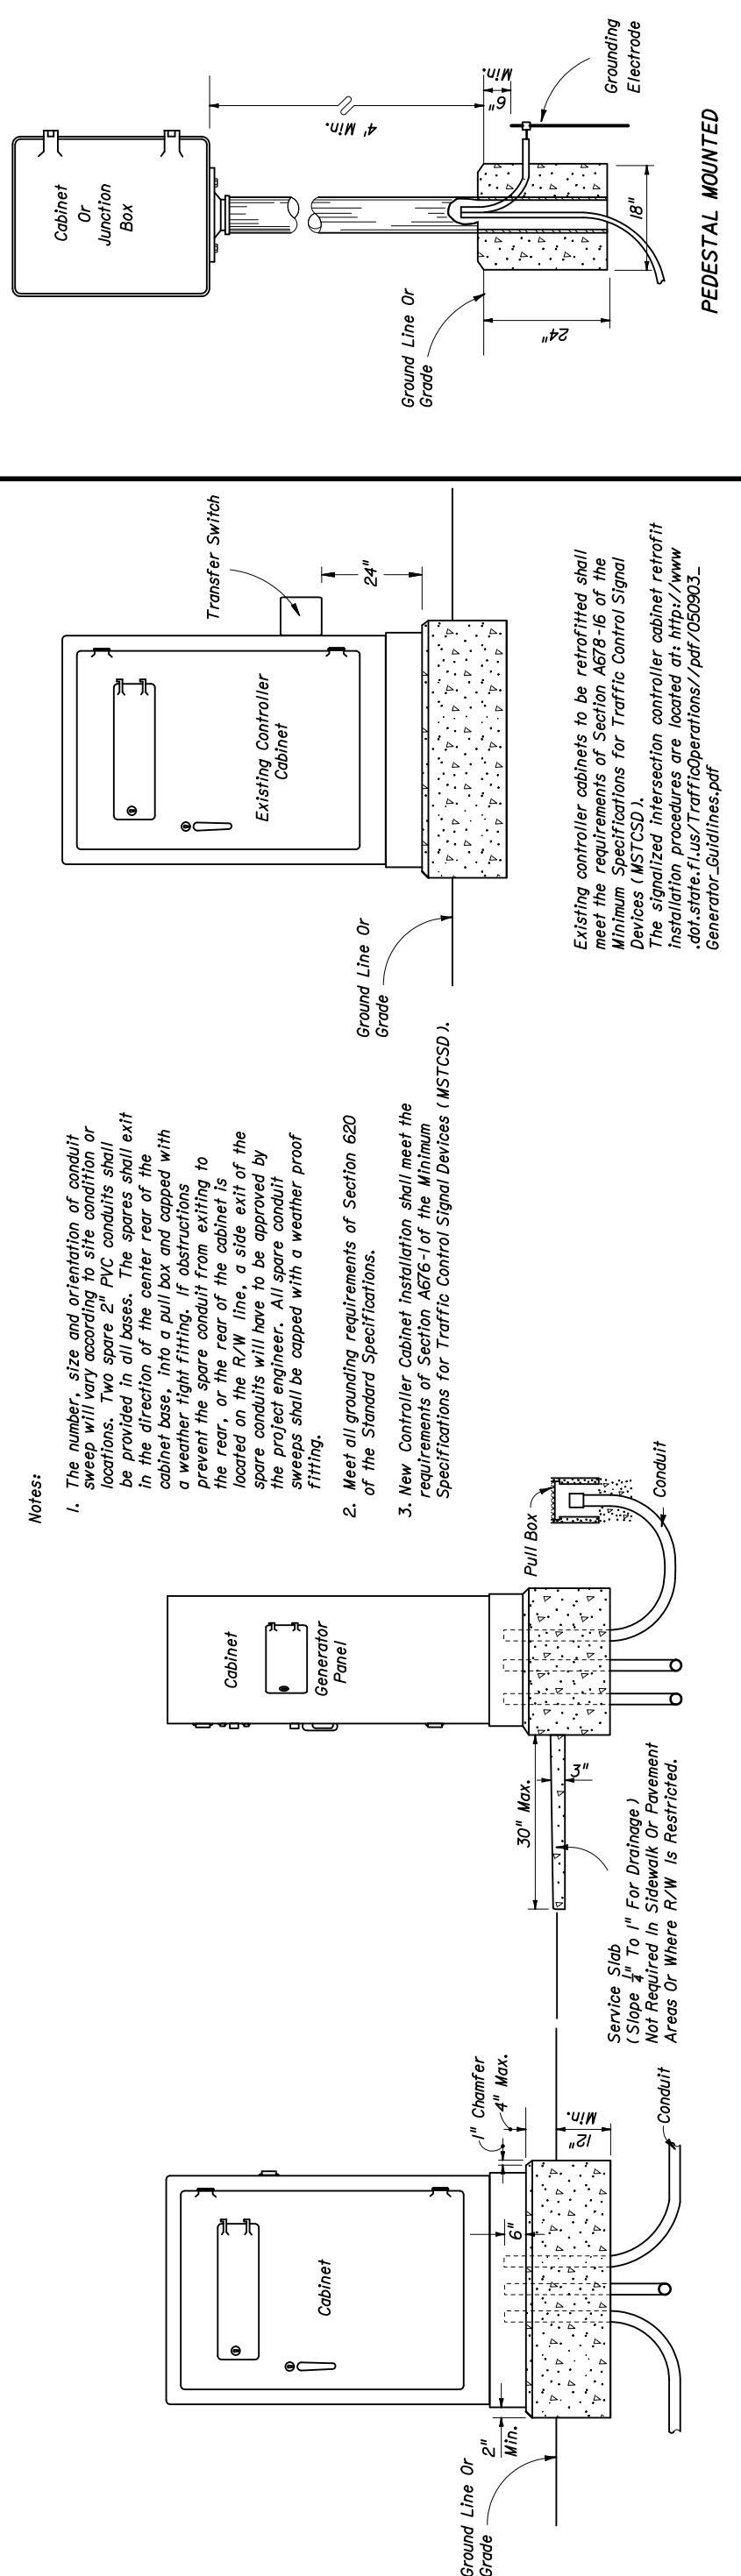 Cabinet
Generator
Panel
Pull Box
Conduit
30" Max.
3"
Service Slab
(Slope 1/4" To 1" For Drainage)
Not Required In Sidewalk Or Pavement
Areas Or Where R/W Is Restricted.
Cabinet
1" Chamfer
4" Max.
6"
12"
Min.
2"
Min.
Conduit
Ground Line Or
Grade
Notes:
1. The number, size and orientation of conduit
sweep will vary according to site condition or
locations. Two spare 2" PVC conduits shall
be provided in all bases. The spares shall exit
in the direction of the center rear of the
cabinet base, into a pull box and capped with
a weather tight fitting. If obstructions
prevent the spare conduit from exiting to
the rear, or the rear of the cabinet is
located on the R/W line, a side exit of the
spare conduits will have to be approved by
the project engineer. All spare conduit
sweeps shall be capped with a weather proof
fitting.
2. Meet all grounding requirements of Section 620
of the Standard Specifications.
3. New Controller Cabinet installation shall meet the
requirements of Section A676-1 of the Minimum
Specifications for Traffic Control Signal Devices (MSTCSD).
Transfer Switch
24"
Existing Controller
Cabinet
Ground Line Or
Grade
Existing controller cabinets to be retrofitted shall
meet the requirements of Section A678-16 of the
Minimum Specifications for Traffic Control Signal
Devices (MSTCSD).
The signalized intersection controller cabinet retrofit
installation procedures are located at: http://www
.dot.state.fl.us/TrafficOperations//pdf/050903_
Generator_Guidlines.pdf
Cabinet
Or
Junction
Box
4' Min.
6"
Min.
Grounding
Electrode
Ground Line Or
Grade
24"
18"
PEDESTAL MOUNTED